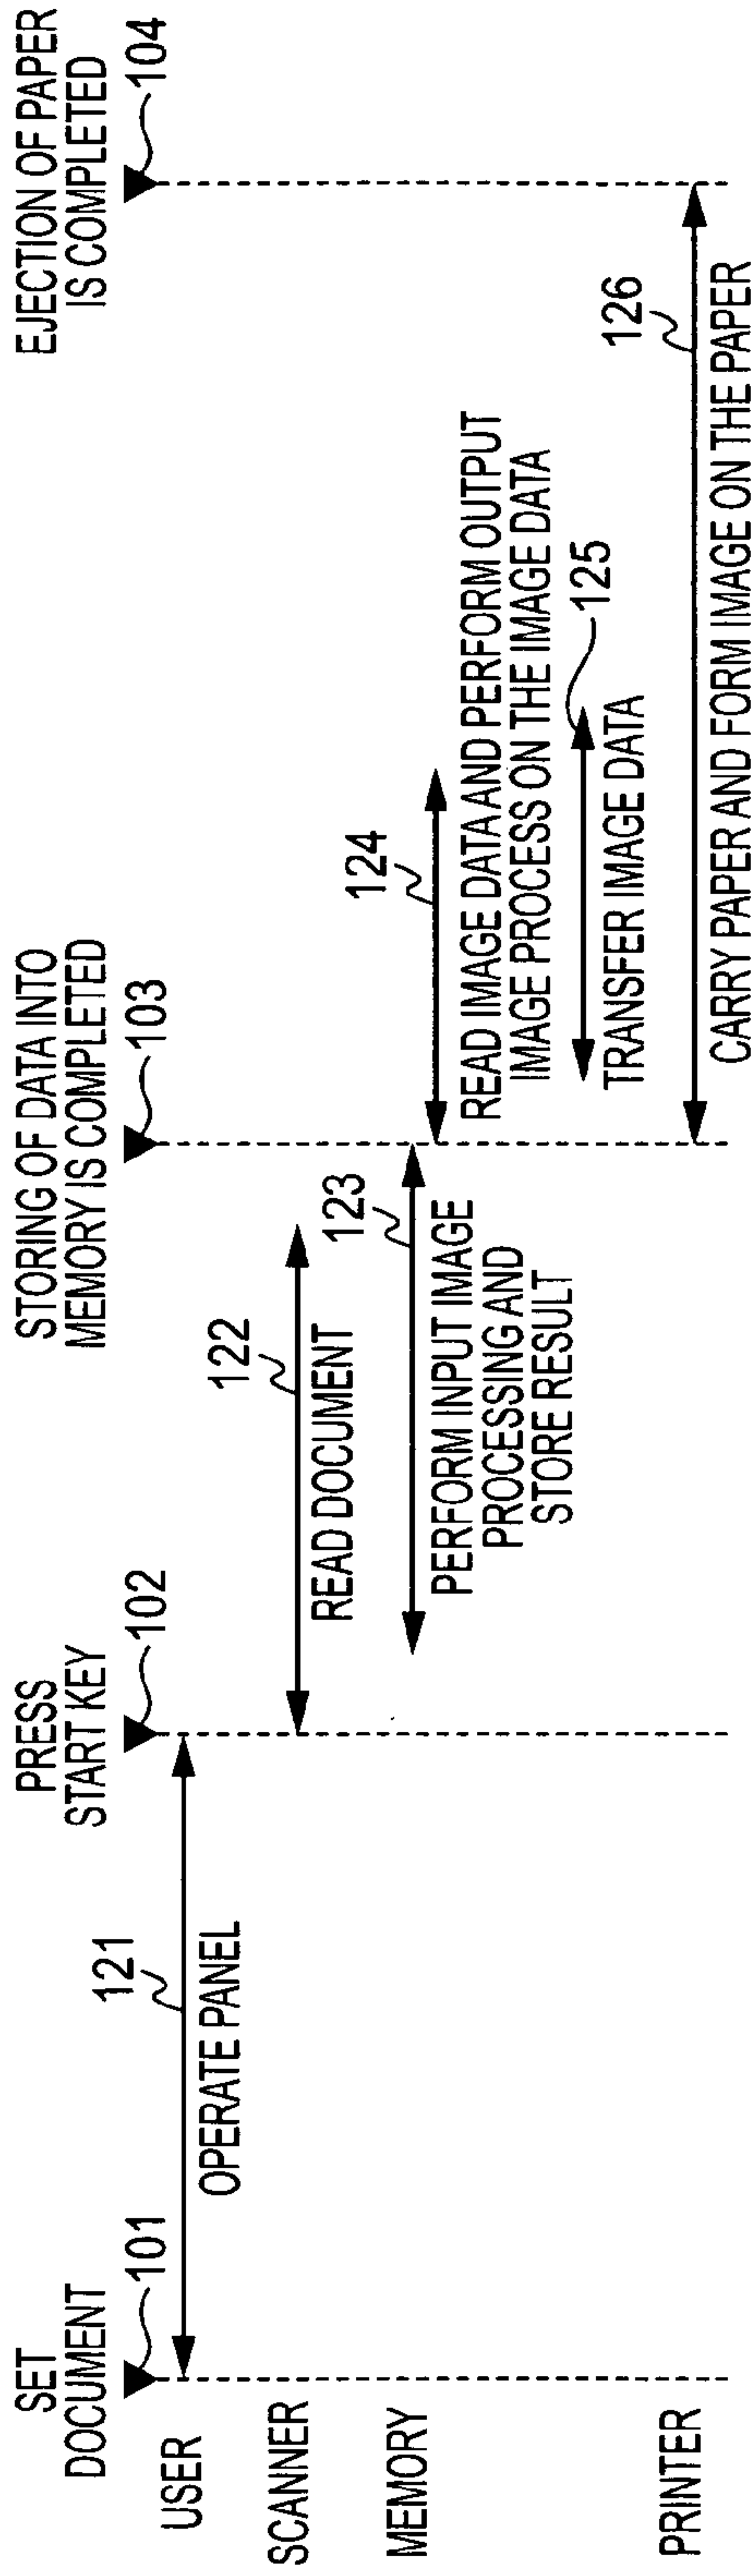 SET
DOCUMENT
101
PRESS
START KEY
102
STORING OF DATA INTO
MEMORY IS COMPLETED
103
EJECTION OF PAPER
IS COMPLETED
104
USER
121
OPERATE PANEL
SCANNER
122
READ DOCUMENT
MEMORY
123
PERFORM INPUT IMAGE
PROCESSING AND
STORE RESULT
124
READ IMAGE DATA AND PERFORM OUTPUT
IMAGE PROCESS ON THE IMAGE DATA
125
TRANSFER IMAGE DATA
PRINTER
126
CARRY PAPER AND FORM IMAGE ON THE PAPER